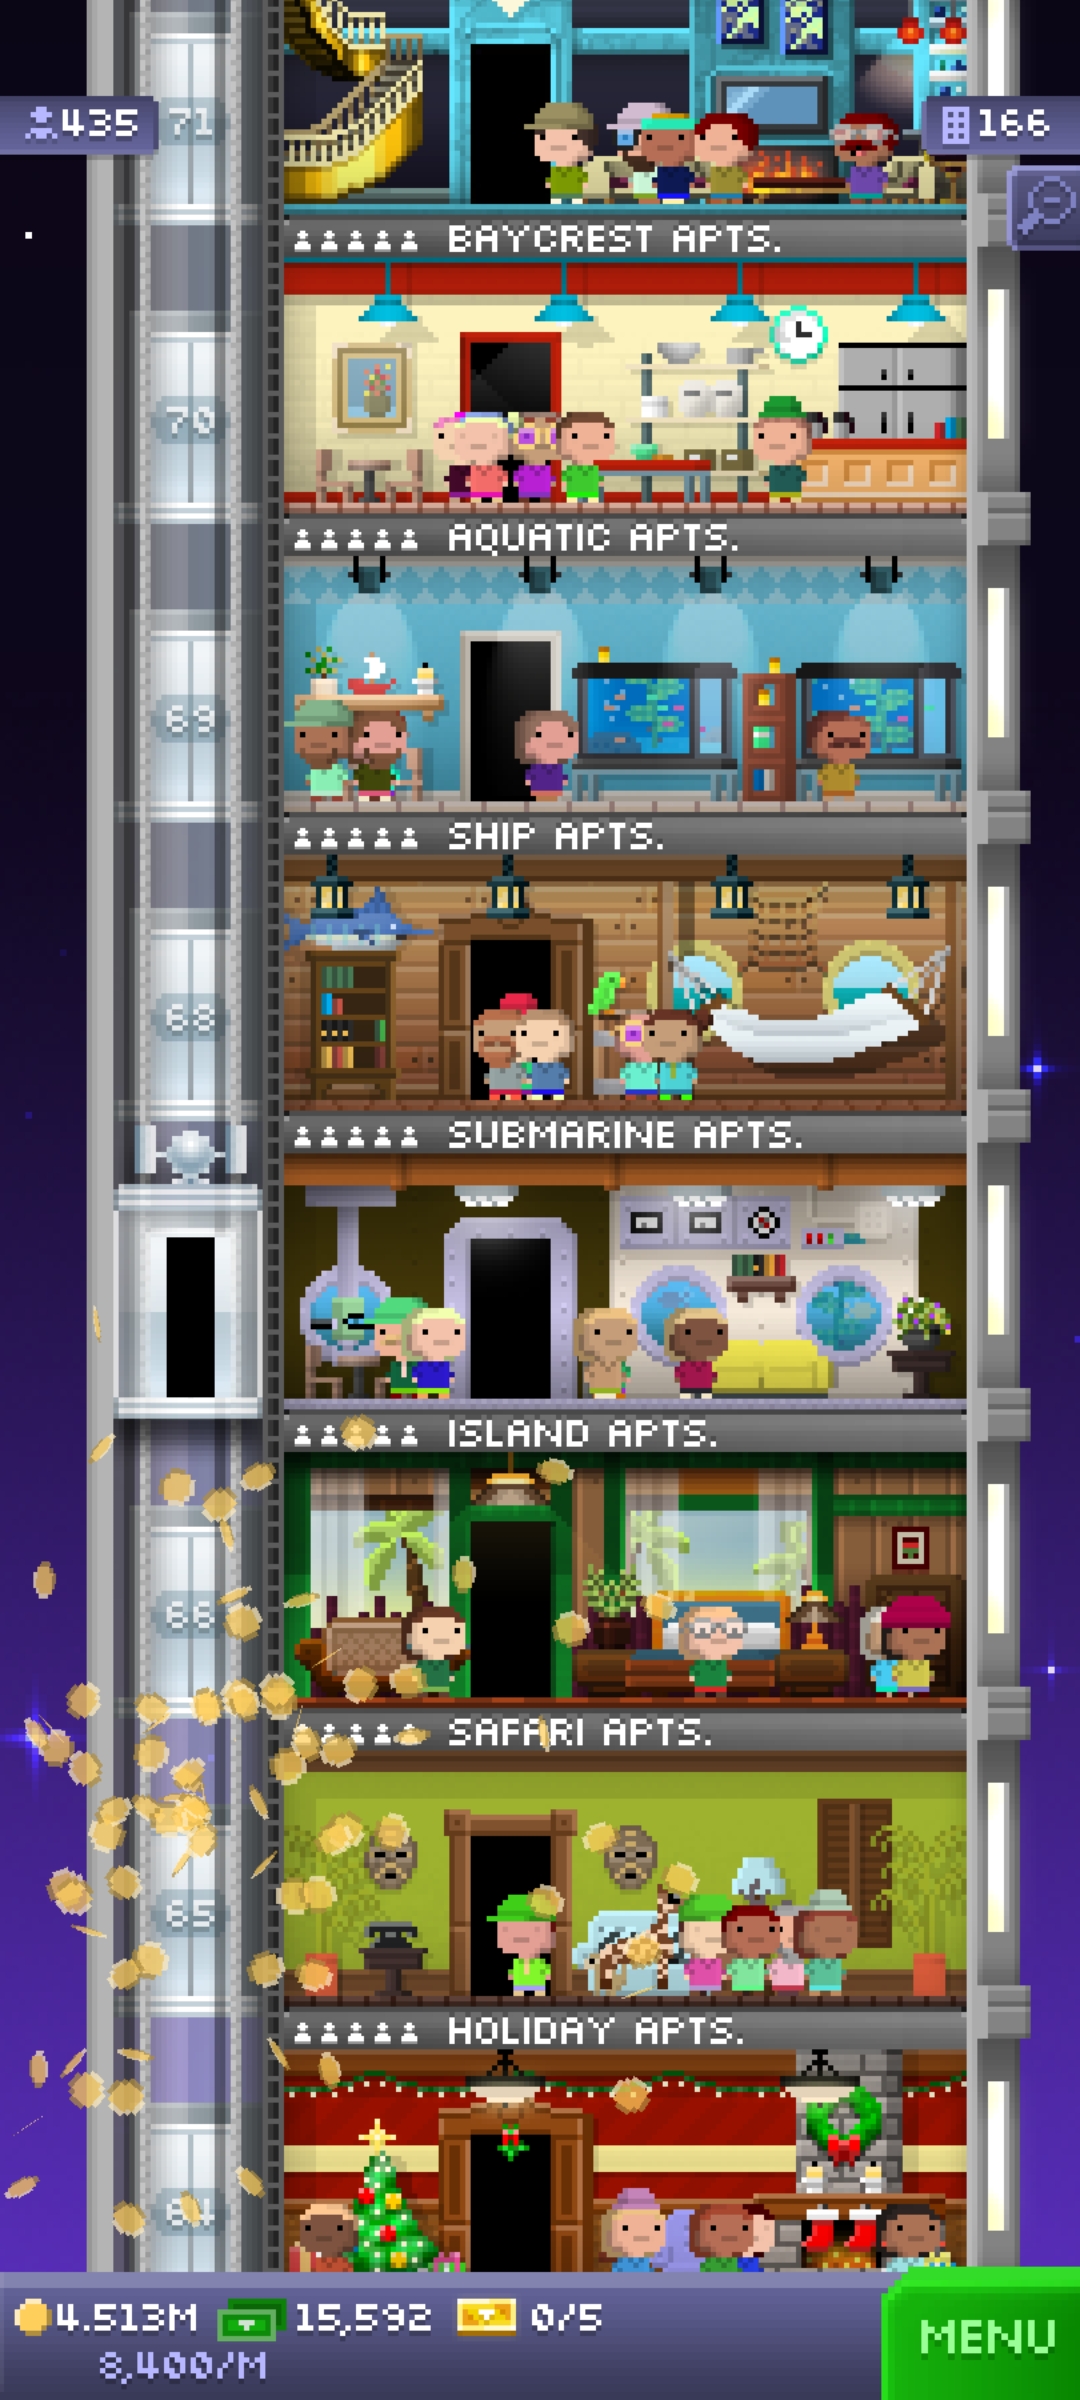 435
71
166
BAYCREST APTS.
70
AQUATIC APTS.
69
SHIP APTS.
68
SUBMARINE APTS.
ISLAND APTS.
66
SAFARI APTS.
65
HOLIDAY APTS.
64
4.513M
15,592
0/5
8,400/M
MENU